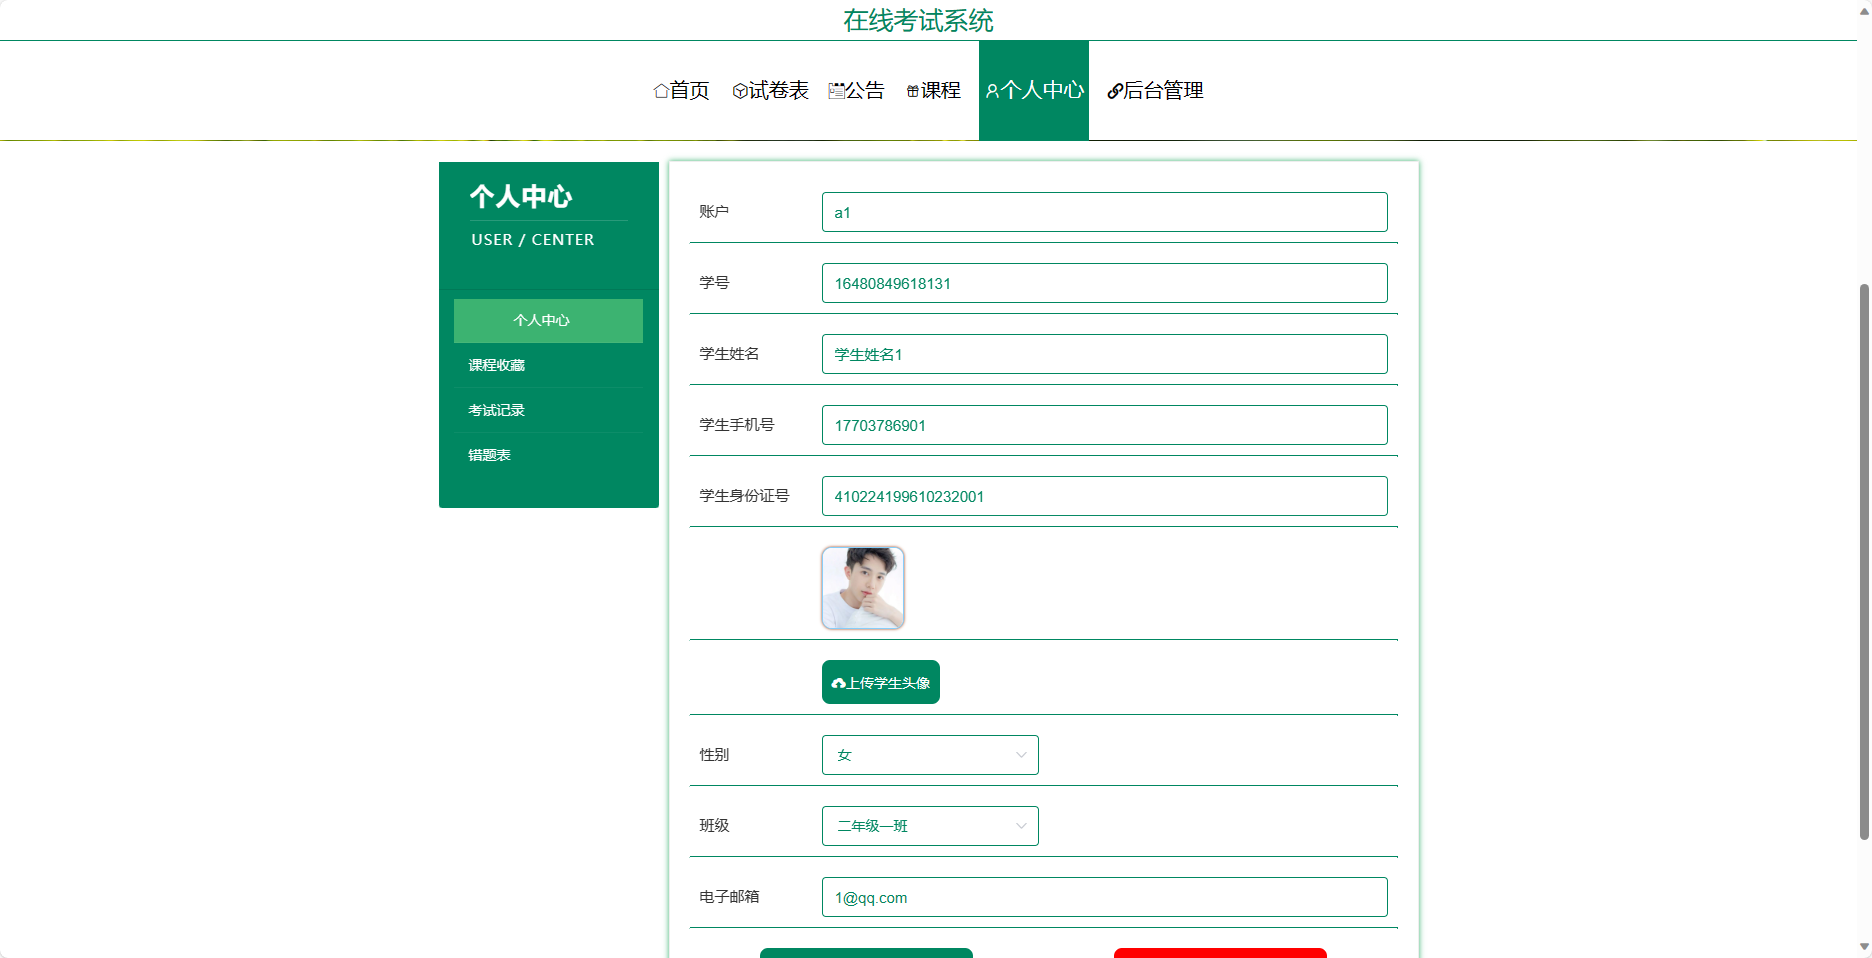 在线考试系统
首页 试卷表 公告 课程 个人中心 后台管理
个人中心
USER / CENTER
个人中心
课程收藏
考试记录
错题表
账户 a1
学号 16480849618131
学生姓名 学生姓名1
学生手机号 17703786901
学生身份证号 410224199610232001
上传学生头像
性别 女
班级 二年级一班
电子邮箱 1@qq.com